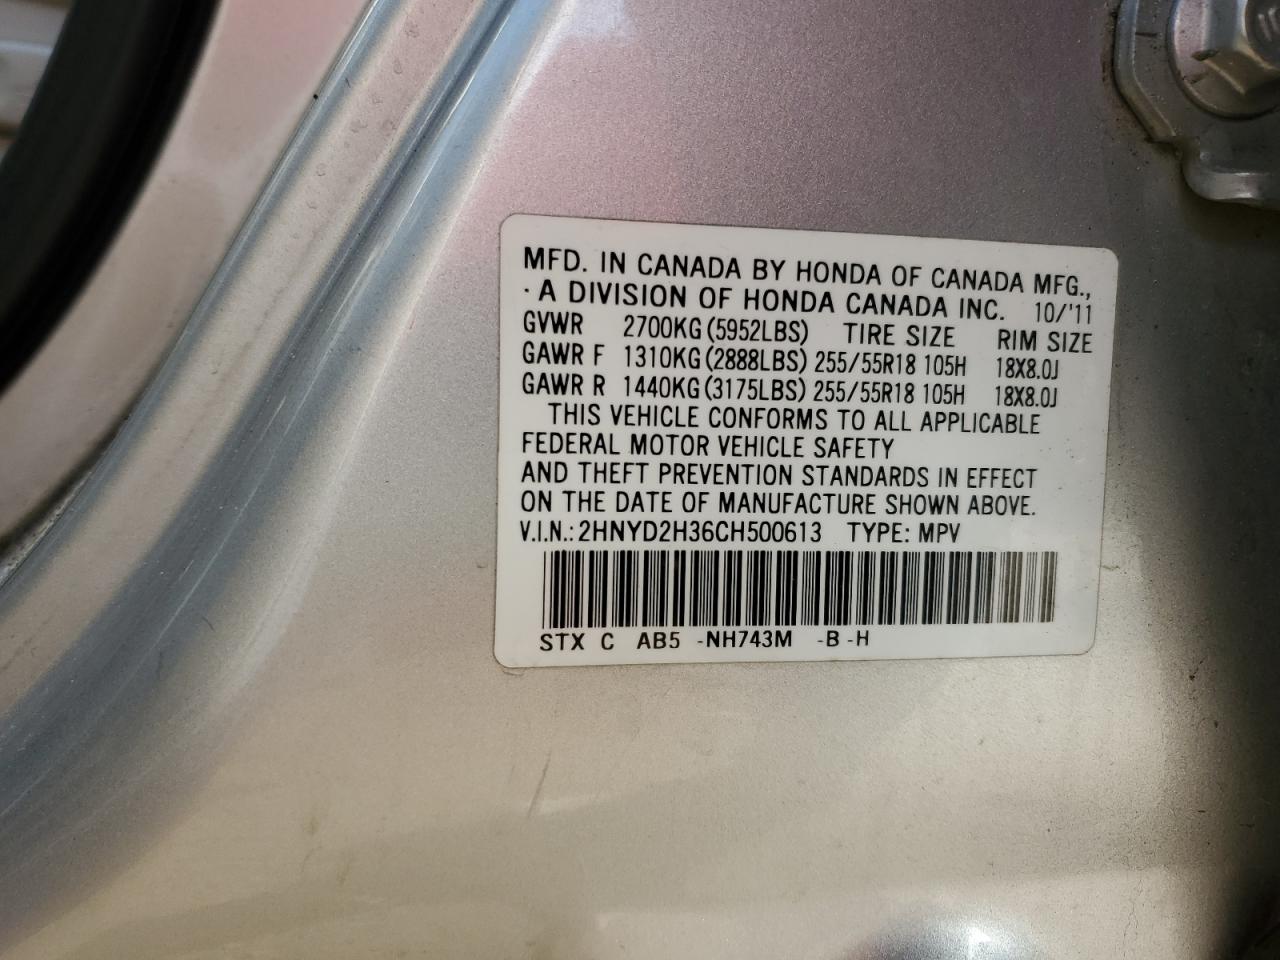 MFD. IN CANADA BY HONDA OF CANADA MFG.,
· A DIVISION OF HONDA CANADA INC. 10/'11
GVWR 2700KG (5952LBS) TIRE SIZE RIM SIZE
GAWR F 1310KG (2888LBS) 255/55R18 105H 18X8.0J
GAWR R 1440KG (3175LBS) 255/55R18 105H 18X8.0J
THIS VEHICLE CONFORMS TO ALL APPLICABLE
FEDERAL MOTOR VEHICLE SAFETY
AND THEFT PREVENTION STANDARDS IN EFFECT
ON THE DATE OF MANUFACTURE SHOWN ABOVE.
V.I.N.: 2HNYD2H36CH500613 TYPE: MPV
STX C AB5 -NH743M -B -H